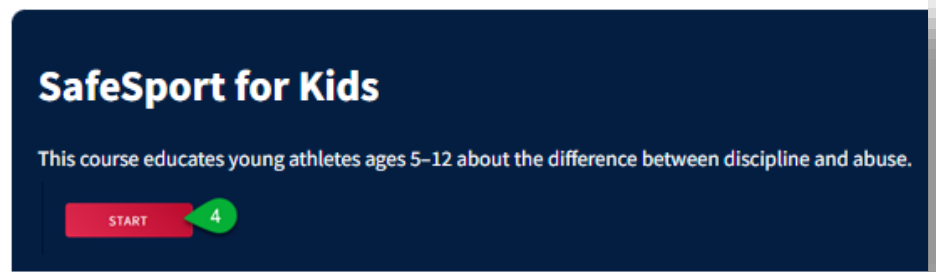 SafeSport for Kids
This course educates young athletes ages 5–12 about the difference between discipline and abuse.
START 4